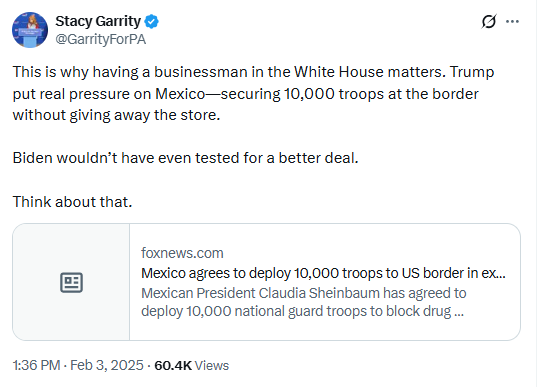 Stacy Garrity
@GarrityForPA
This is why having a businessman in the White House matters. Trump
put real pressure on Mexico—securing 10,000 troops at the border
without giving away the store.
Biden wouldn’t have even tested for a better deal.
Think about that.
foxnews.com
Mexico agrees to deploy 10,000 troops to US border in ex...
Mexican President Claudia Sheinbaum has agreed to
deploy 10,000 national guard troops to block drug ...
1:36 PM · Feb 3, 2025 · 60.4K Views